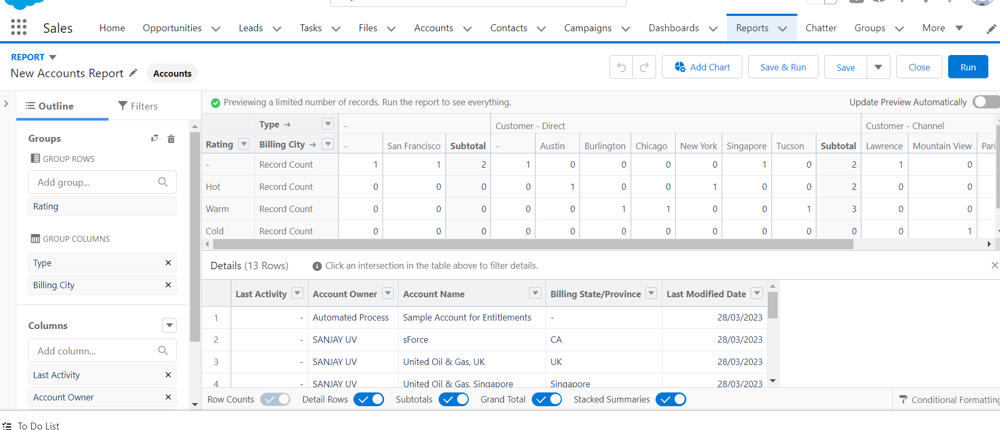 Sales Home Opportunities Leads Tasks Files Accounts Contacts Campaigns Dashboards Reports Chatter Groups More
REPORT
New Accounts Report Accounts
Add Chart Save & Run Save Close Run
Outline Filters
Previewing a limited number of records. Run the report to see everything. Update Preview Automatically
Groups
GROUP ROWS
Add group...
Rating
GROUP COLUMNS
Type
Billing City
Columns
Add column...
Last Activity
Account Owner
Type → - Customer - Direct Customer - Channel
Rating Billing City → - San Francisco Subtotal - Austin Burlington Chicago New York Singapore Tucson Subtotal Lawrence Mountain View Pari
- Record Count 1 1 2 1 0 0 0 0 1 0 2 1 0
Hot Record Count 0 0 0 0 1 0 0 1 0 0 2 0 0
Warm Record Count 0 0 0 0 0 1 1 0 0 1 3 0 0
Cold Record Count 0 0 0 0 0 0 0 0 0 0 0 0 1
Details (13 Rows) Click an intersection in the table above to filter details.
Last Activity Account Owner Account Name Billing State/Province Last Modified Date
1 - Automated Process Sample Account for Entitlements - 28/03/2023
2 - SANJAY UV sForce CA 28/03/2023
3 - SANJAY UV United Oil & Gas, UK UK 28/03/2023
4 - SANJAY UV United Oil & Gas, Singapore Singapore 28/03/2023
Row Counts Detail Rows Subtotals Grand Total Stacked Summaries Conditional Formatting
To Do List